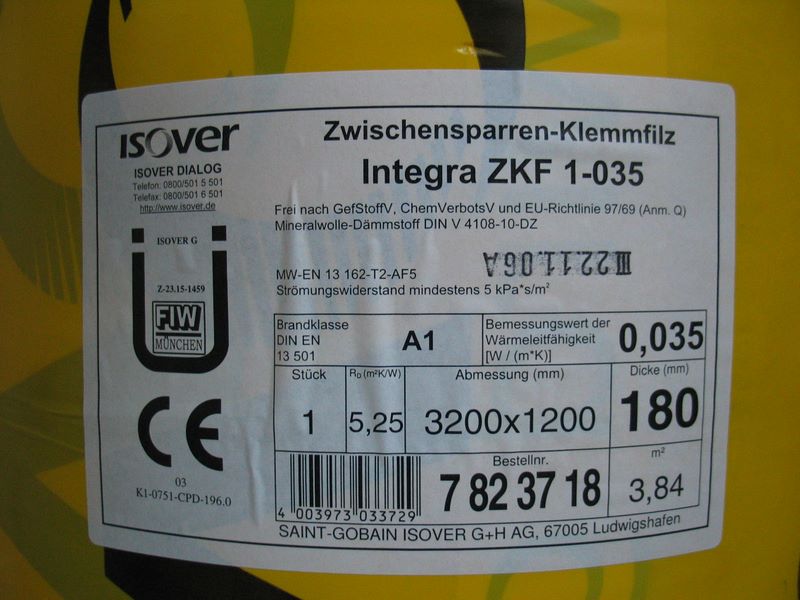 ISOVER
ISOVER DIALOG
Telefon: 0800/501 5 501
Telefax: 0800/501 6 501
http://www.isover.de
Zwischensparren-Klemmfilz
Integra ZKF 1-035
Frei nach GefStoffV, ChemVerbotsV und EU-Richtlinie 97/69 (Anm. Q)
Mineralwolle-Dämmstoff DIN V 4108-10-DZ
III 22.11.06A
MW-EN 13 162-T2-AF5
Strömungswiderstand mindestens 5 kPa*s/m²
ISOVER G
Ü
Z-23.15-1459
FIW
MÜNCHEN
CE
03
K1-0751-CPD-196.0
Brandklasse
DIN EN
13 501
A1
Bemessungswert der
Wärmeleitfähigkeit
[W / (m*K)]
0,035
Stück
1
RD (m²K/W)
5,25
Abmessung (mm)
3200x1200
Dicke (mm)
180
4 003973 033729
Bestellnr.
7 82 37 18
m²
3,84
SAINT-GOBAIN ISOVER G+H AG, 67005 Ludwigshafen